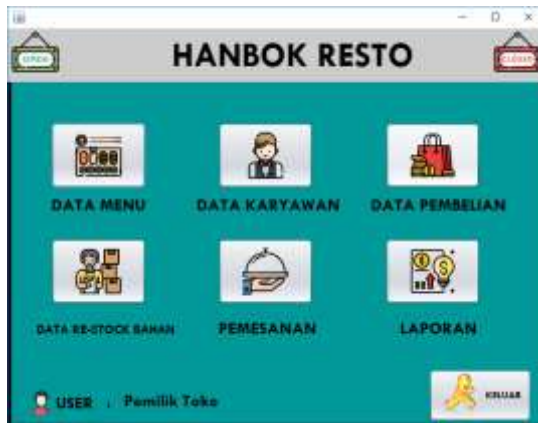 OPEN
HANBOK RESTO
CLOSED
DATA MENU
DATA KARYAWAN
DATA PEMBELIAN
DATA RE-STOCK BAHAN
PEMESANAN
LAPORAN
USER : Pemilik Toko
KELUAR